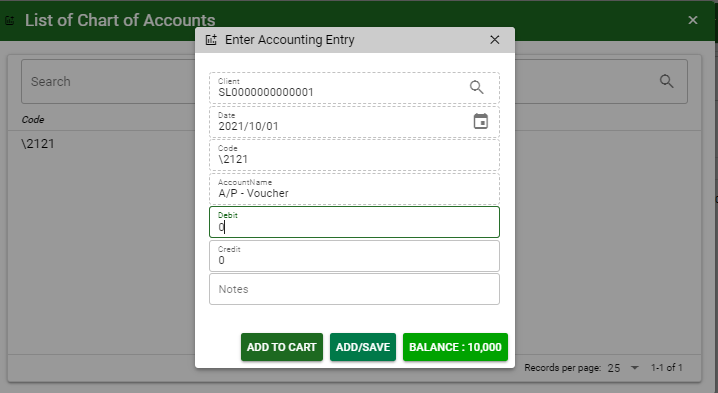 List of Chart of Accounts
Enter Accounting Entry
Search
Code
\2121
Client
SL0000000000001
Date
2021/10/01
Code
\2121
AccountName
A/P - Voucher
Debit
0
Credit
0
Notes
ADD TO CART
ADD/SAVE
BALANCE : 10,000
Records per page: 25
1-1 of 1